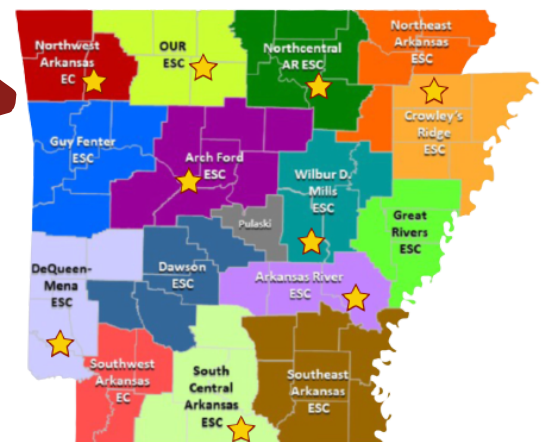 Northwest
Arkansas
EC
OUR
ESC
Northcentral
AR ESC
Northeast
Arkansas
ESC
Crowley's
Ridge
ESC
Guy Fenter
ESC
Arch Ford
ESC
Wilbur D.
Mills
ESC
Great
Rivers
ESC
Pulaski
DeQueen-
Mena
ESC
Dawson
ESC
Arkansas River
ESC
Southwest
Arkansas
EC
South
Central
Arkansas
ESC
Southeast
Arkansas
ESC